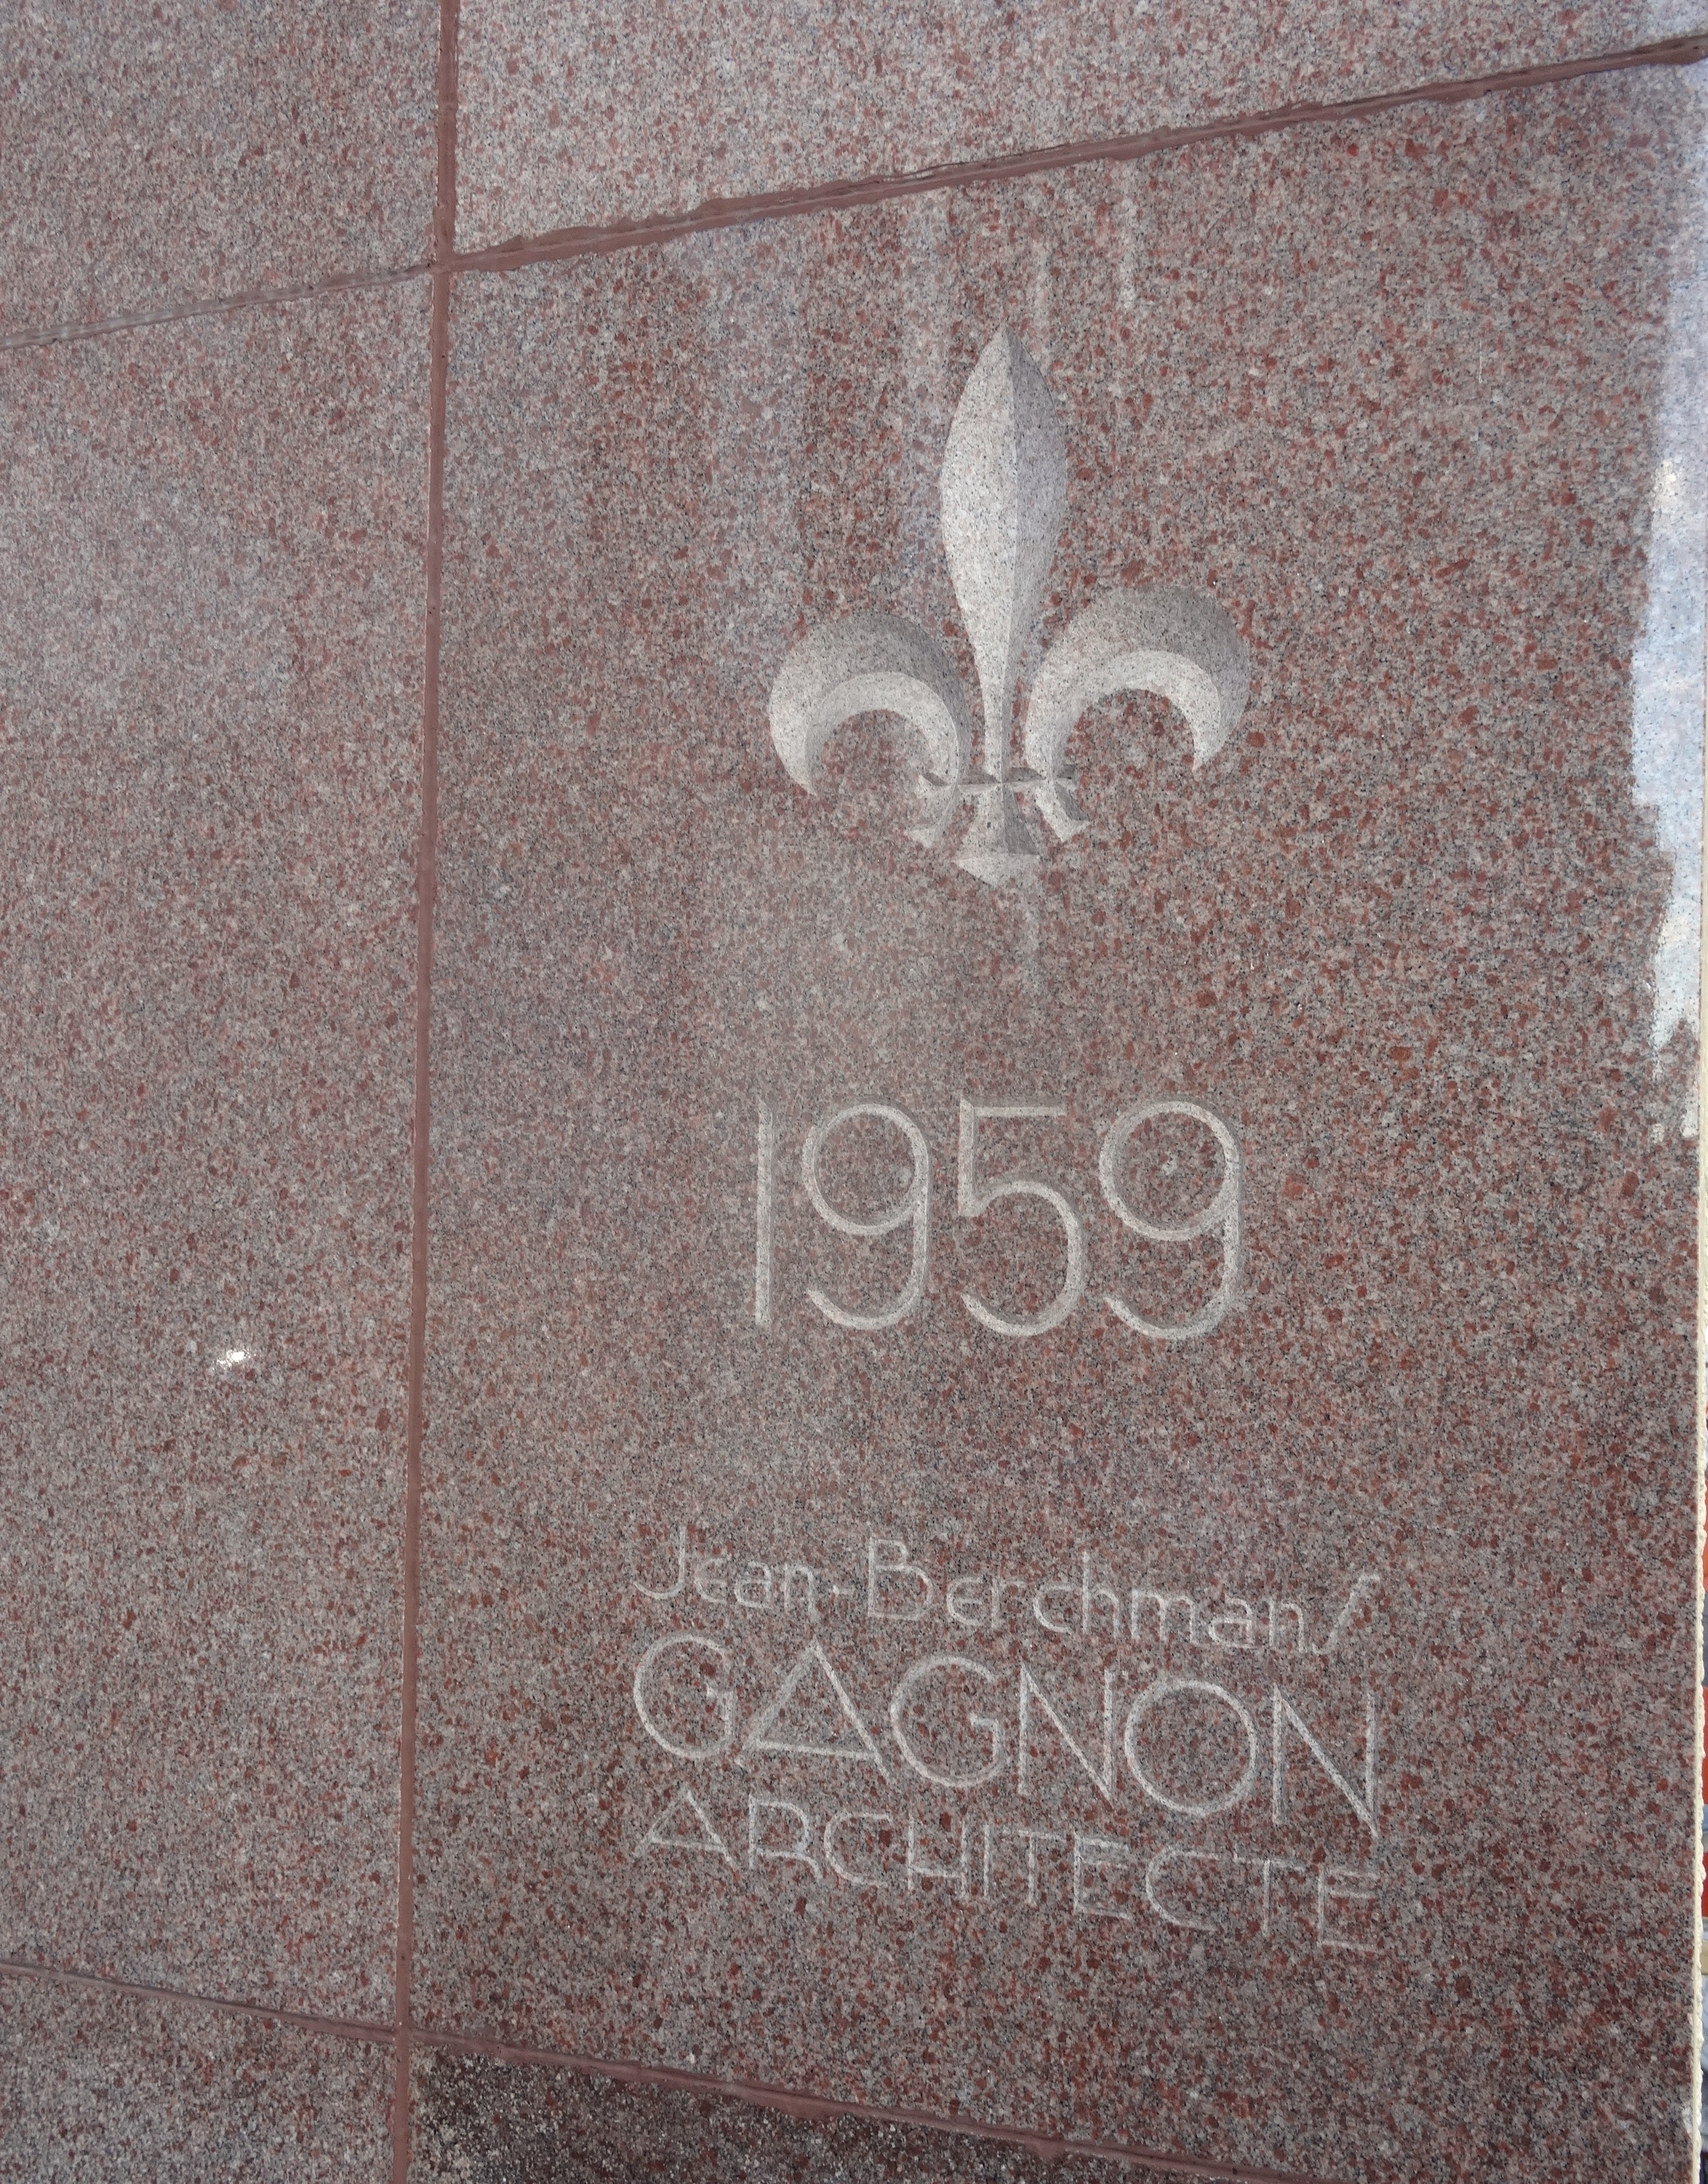 1959
Jean-Berchmans
GAGNON
ARCHITECTE